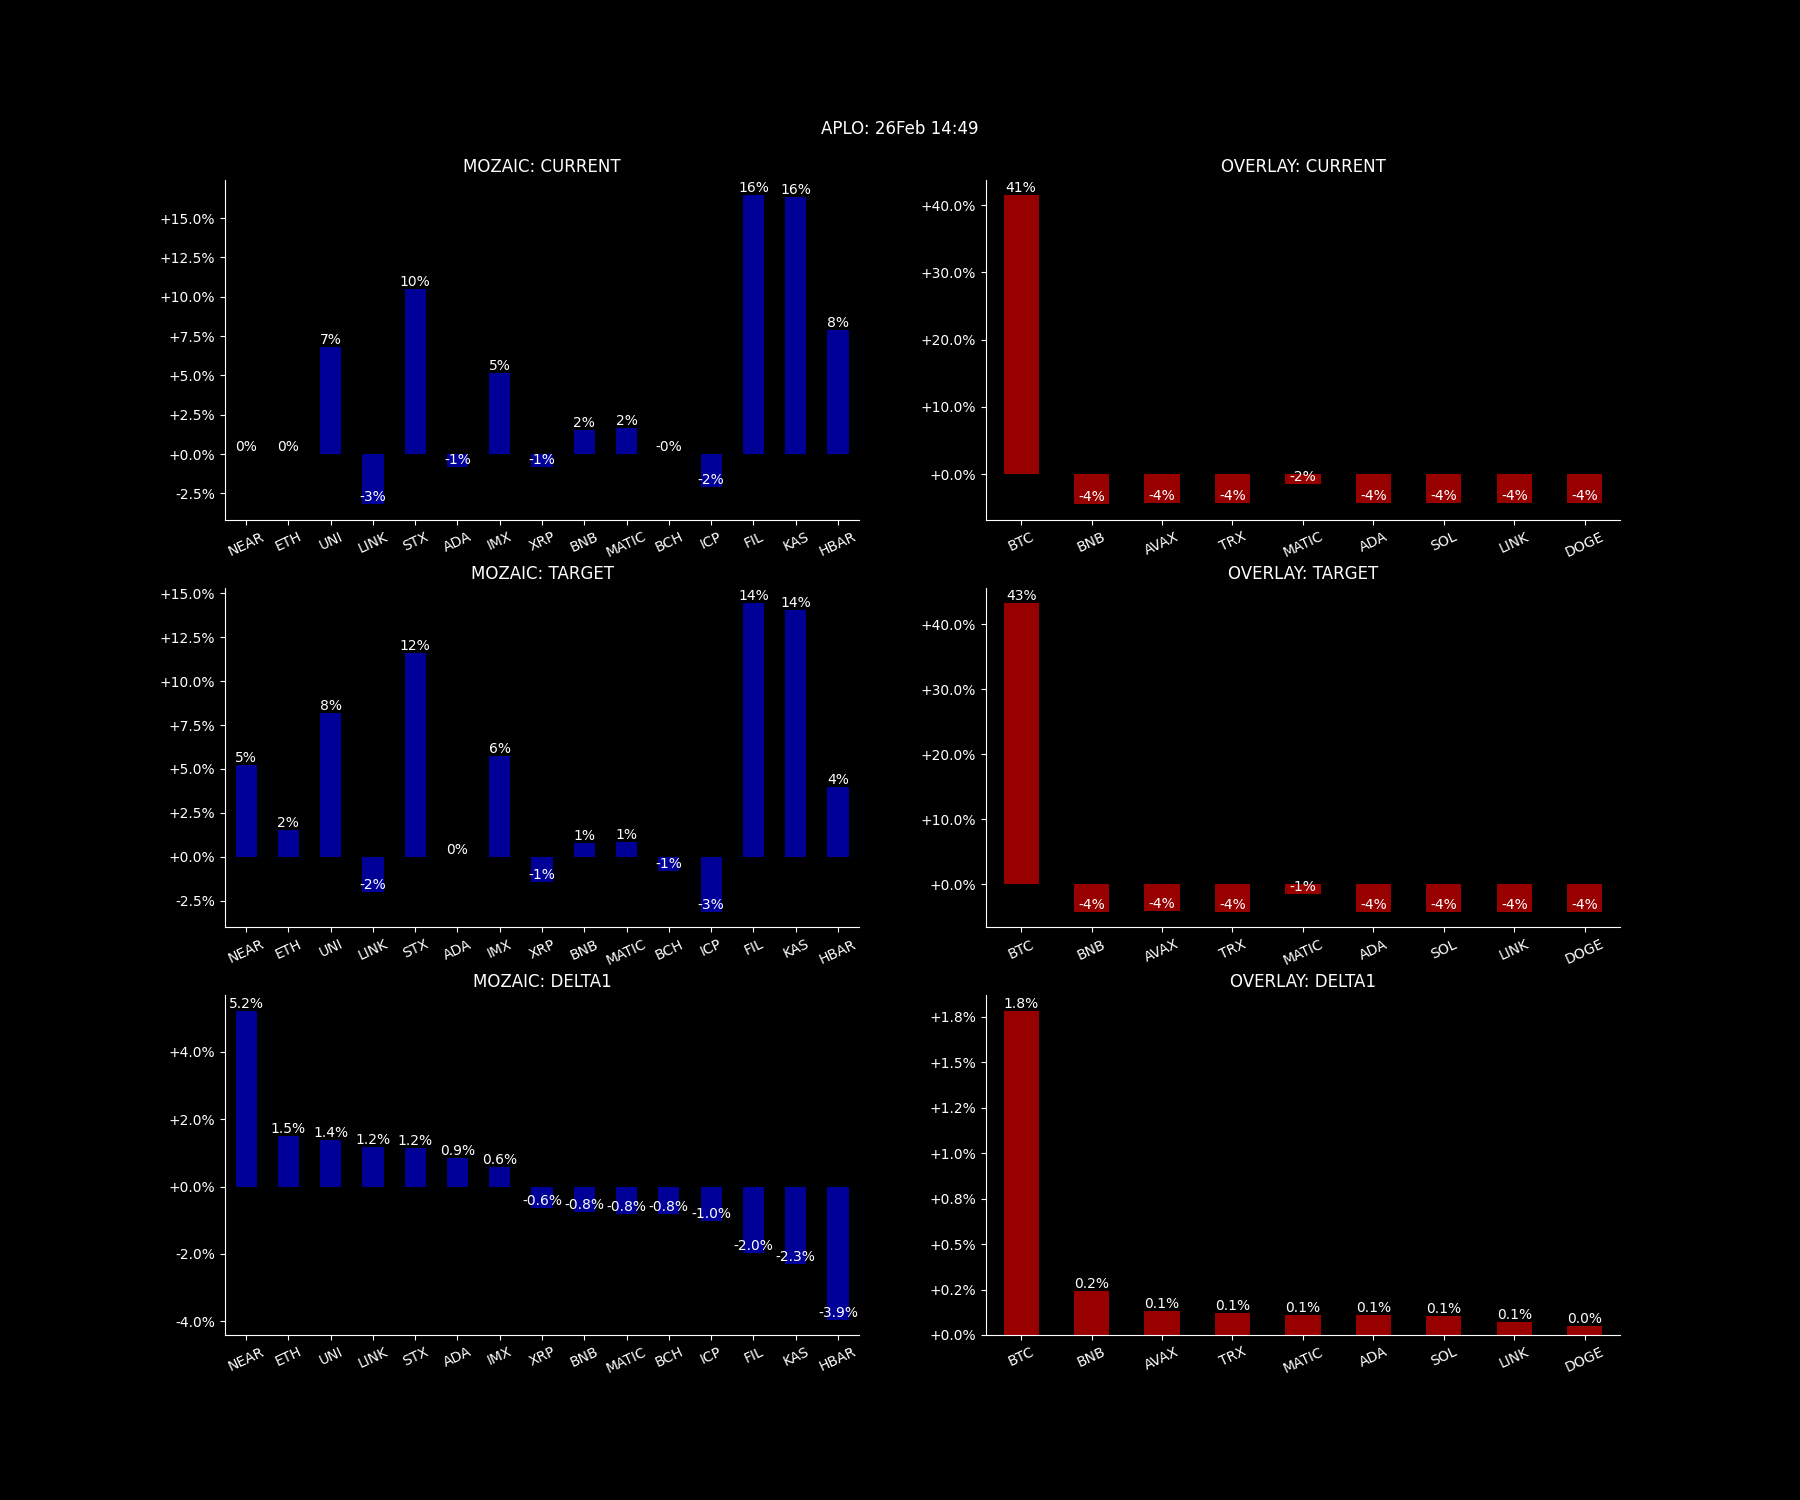 APLO: 26Feb 14:49
MOZAIC: CURRENT
+15.0%
+12.5%
+10.0%
+7.5%
+5.0%
+2.5%
+0.0%
-2.5%
0% 0% 7% -3% 10% -1% 5% -1% 2% 2% -0% -2% 16% 16% 8%
NEAR ETH UNI LINK STX ADA IMX XRP BNB MATIC BCH ICP FIL KAS HBAR
OVERLAY: CURRENT
+40.0%
+30.0%
+20.0%
+10.0%
+0.0%
41% -4% -4% -4% -2% -4% -4% -4% -4%
BTC BNB AVAX TRX MATIC ADA SOL LINK DOGE
MOZAIC: TARGET
+15.0%
+12.5%
+10.0%
+7.5%
+5.0%
+2.5%
+0.0%
-2.5%
5% 2% 8% -2% 12% 0% 6% -1% 1% 1% -1% -3% 14% 14% 4%
NEAR ETH UNI LINK STX ADA IMX XRP BNB MATIC BCH ICP FIL KAS HBAR
OVERLAY: TARGET
+40.0%
+30.0%
+20.0%
+10.0%
+0.0%
43% -4% -4% -4% -1% -4% -4% -4% -4%
BTC BNB AVAX TRX MATIC ADA SOL LINK DOGE
MOZAIC: DELTA1
+4.0%
+2.0%
+0.0%
-2.0%
-4.0%
5.2% 1.5% 1.4% 1.2% 1.2% 0.9% 0.6% -0.6% -0.8% -0.8% -0.8% -1.0% -2.0% -2.3% -3.9%
NEAR ETH UNI LINK STX ADA IMX XRP BNB MATIC BCH ICP FIL KAS HBAR
OVERLAY: DELTA1
+1.8%
+1.5%
+1.2%
+1.0%
+0.8%
+0.5%
+0.2%
+0.0%
1.8% 0.2% 0.1% 0.1% 0.1% 0.1% 0.1% 0.1% 0.0%
BTC BNB AVAX TRX MATIC ADA SOL LINK DOGE